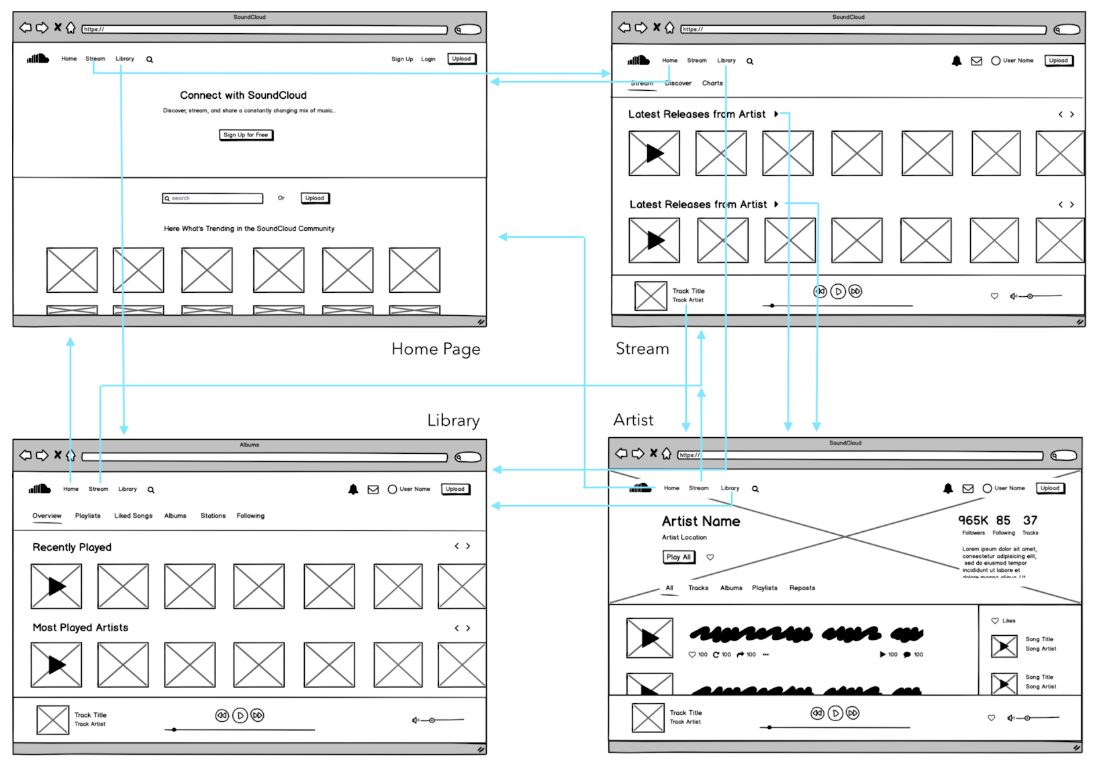 SoundCloud
https://
Home Stream Library Sign Up Login Upload
Connect with SoundCloud
Discover, stream, and share a constantly changing mix of music..
Sign Up for Free
search Or Upload
Here What's Trending in the SoundCloud Community
Home Page
SoundCloud
https://
Home Stream Library User Name Upload
Stream Discover Charts
Latest Releases from Artist
Latest Releases from Artist
Track Title
Track Artist
Stream
Library
Albums
Home Stream Library User Name Upload
Overview Playlists Liked Songs Albums Stations Following
Recently Played
Most Played Artists
Track Title
Track Artist
Artist
SoundCloud
https://
Home Stream Library User Name Upload
Artist Name
Artist Location
Play All
965K 85 37
Followers Following Tracks
Lorem ipsum dolor sit amet,
consectetur adipisicing elit,
sed do eiusmod tempor
incididunt ut labore et
dolore magna aliqua. Ut
All Tracks Albums Playlists Reposts
100 100 100 100 100
Likes
Song Title
Song Artist
Song Title
Song Artist
Track Title
Track Artist